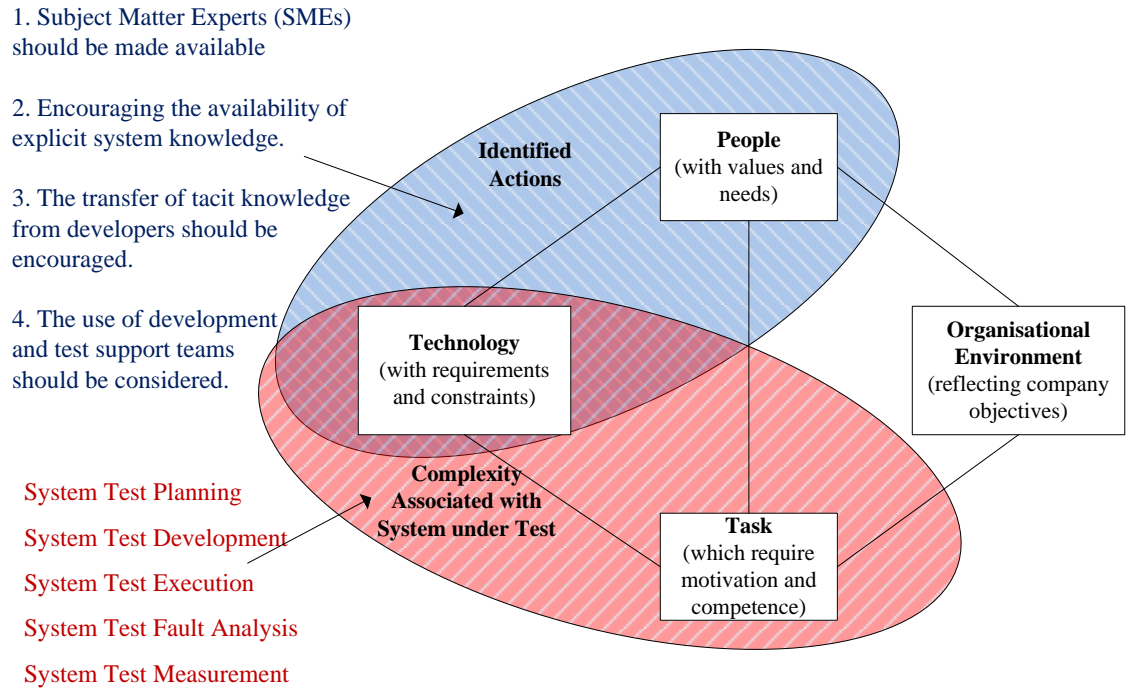 1. Subject Matter Experts (SMEs)
should be made available
2. Encouraging the availability of
explicit system knowledge.
3. The transfer of tacit knowledge
from developers should be
encouraged.
4. The use of development
and test support teams
should be considered.
Identified
Actions
People
(with values and
needs)
Technology
(with requirements
and constraints)
Organisational
Environment
(reflecting company
objectives)
Complexity
Associated with
System under Test
Task
(which require
motivation and
competence)
System Test Planning
System Test Development
System Test Execution
System Test Fault Analysis
System Test Measurement